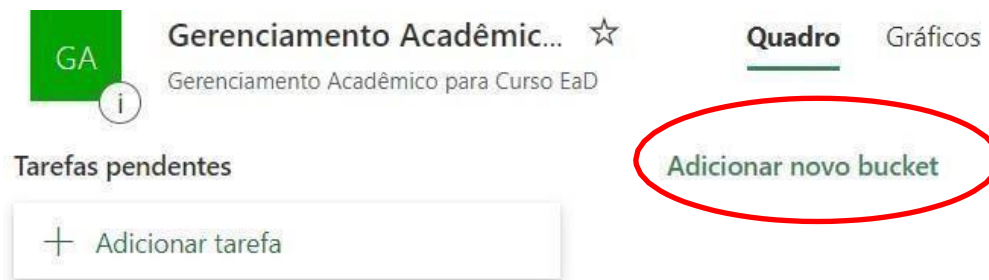 GA
i
Gerenciamento Acadêmic... ☆
Gerenciamento Acadêmico para Curso EaD
Quadro Gráficos
Tarefas pendentes
Adicionar novo bucket
+ Adicionar tarefa